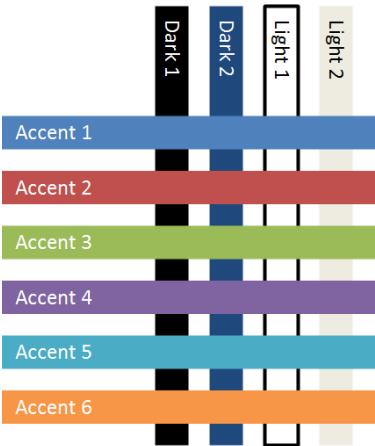 Dark 1
Dark 2
Light 1
Light 2
Accent 1
Accent 2
Accent 3
Accent 4
Accent 5
Accent 6